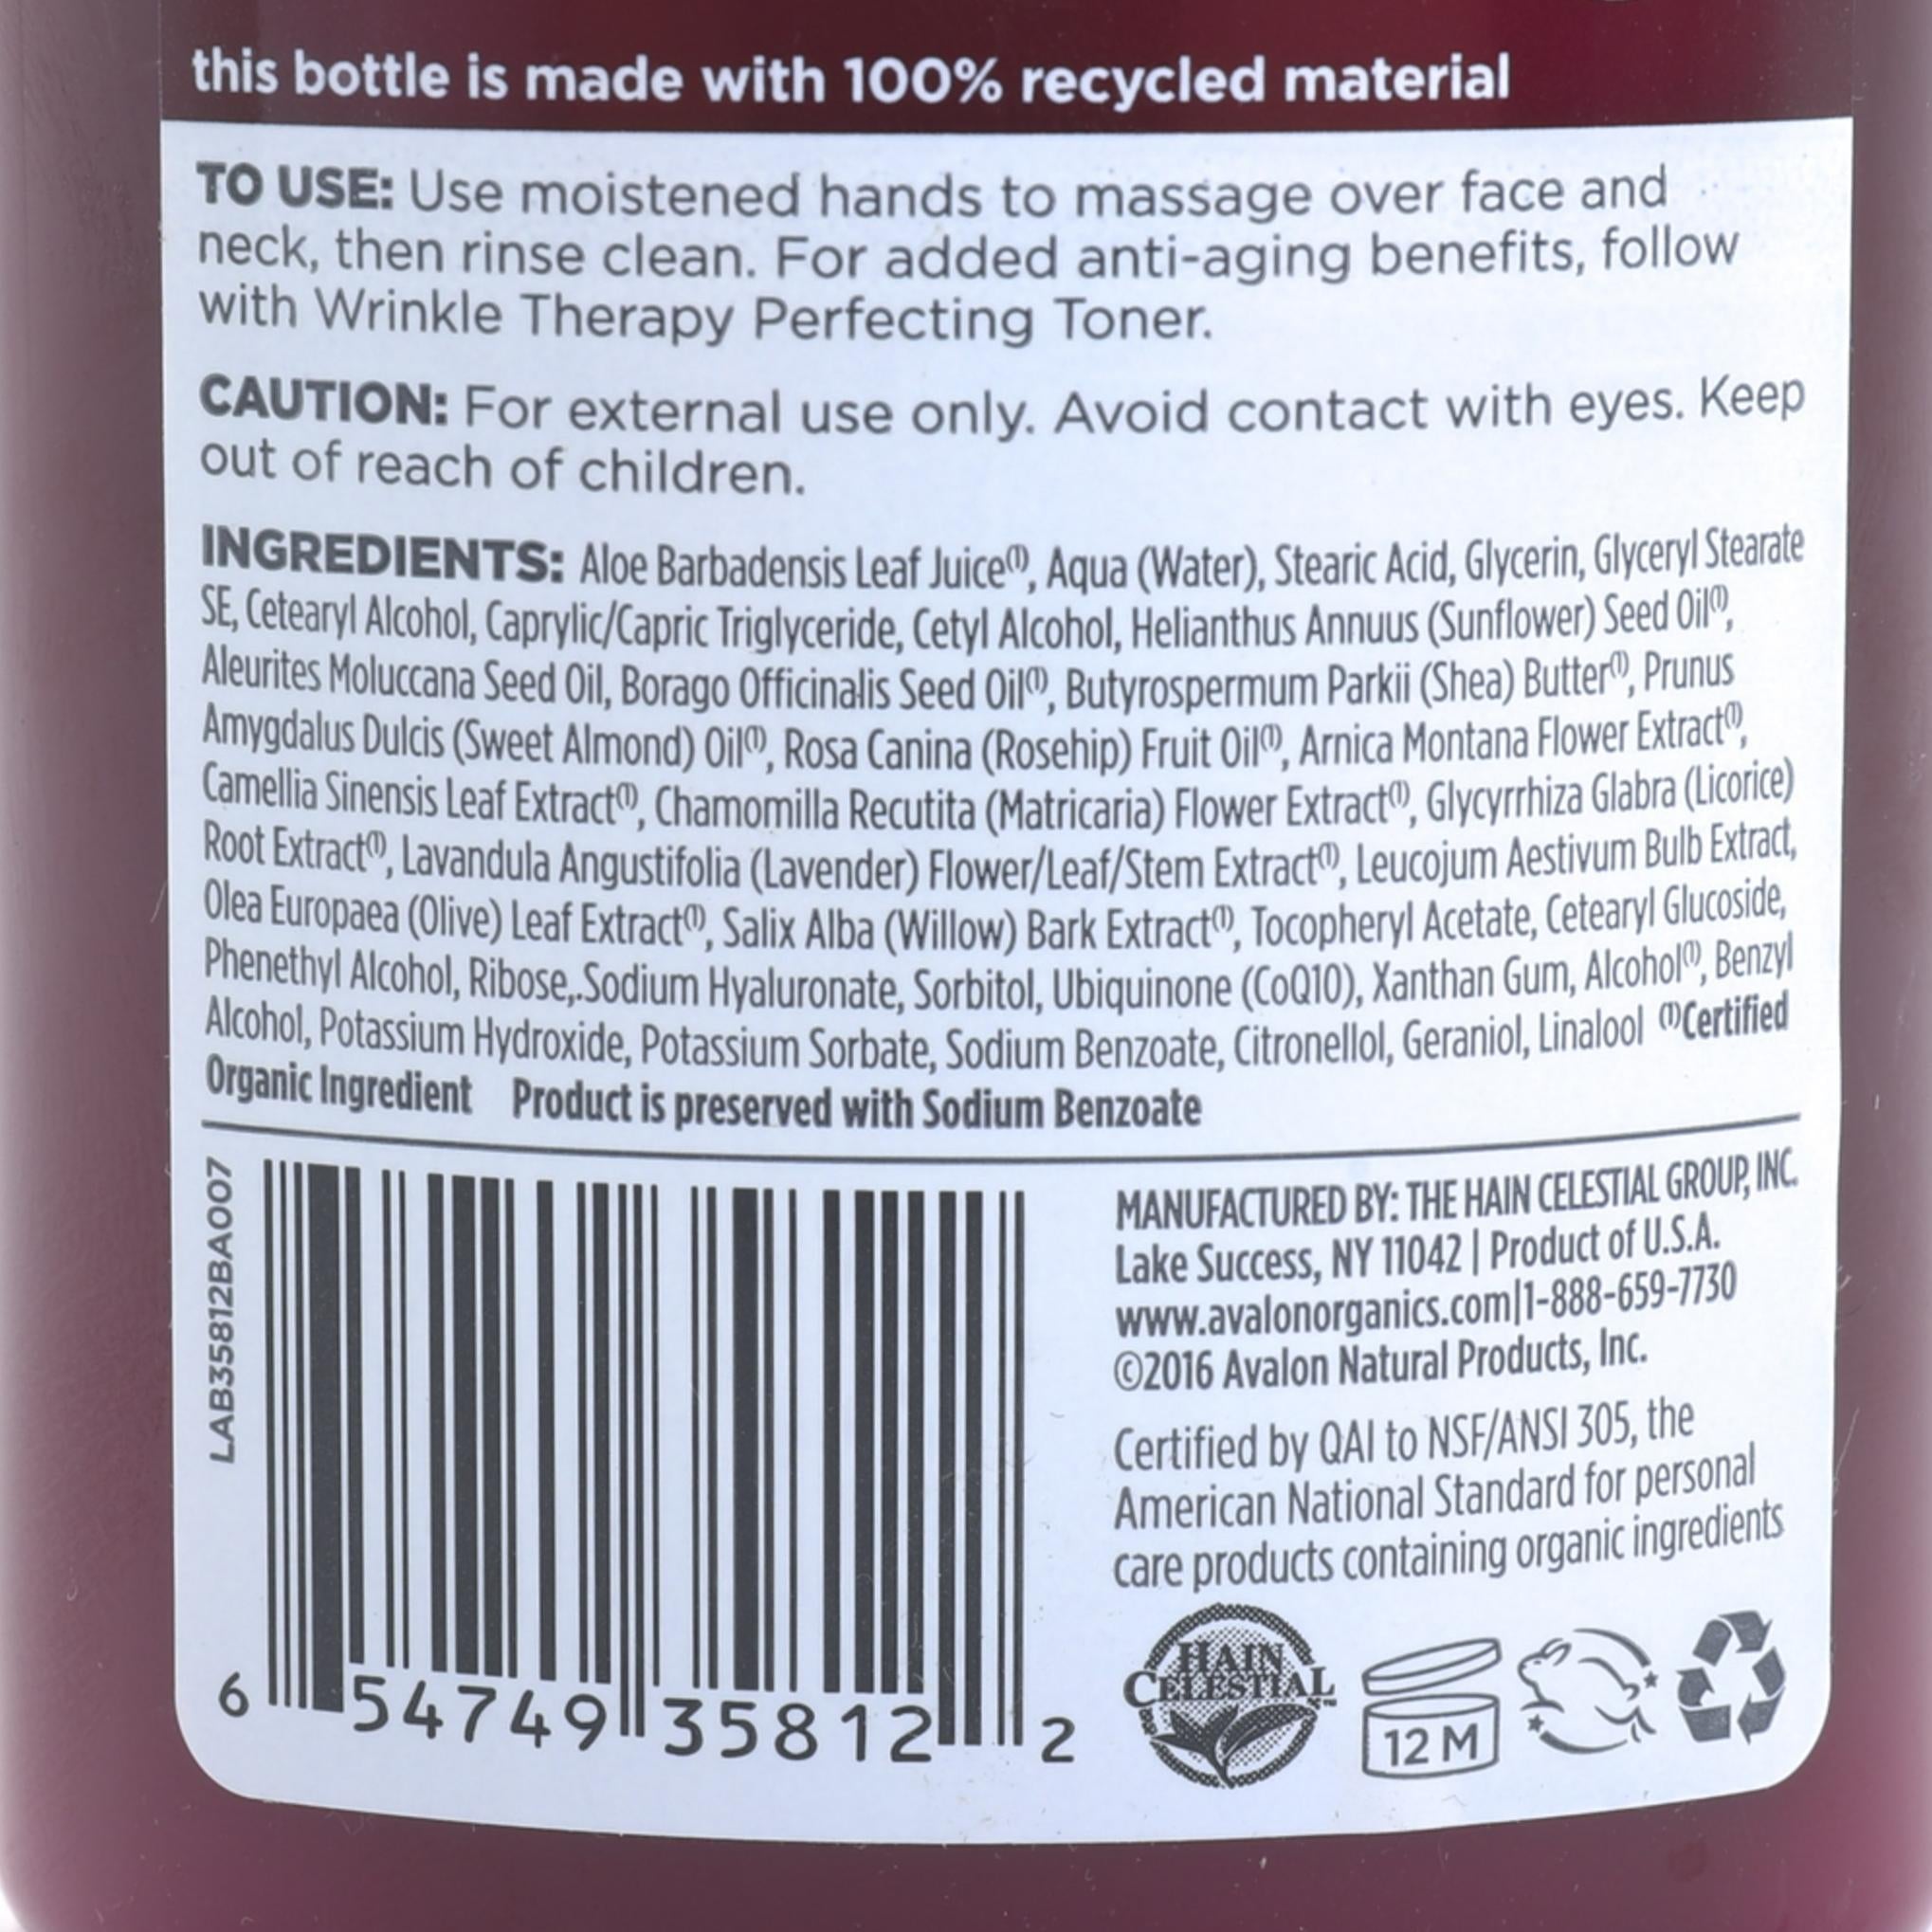 this bottle is made with 100% recycled material
TO USE: Use moistened hands to massage over face and
neck, then rinse clean. For added anti-aging benefits, follow
with Wrinkle Therapy Perfecting Toner.
CAUTION: For external use only. Avoid contact with eyes. Keep
out of reach of children.
INGREDIENTS: Aloe Barbadensis Leaf Juice⁽¹⁾, Aqua (Water), Stearic Acid, Glycerin, Glyceryl Stearate
SE, Cetearyl Alcohol, Caprylic/Capric Triglyceride, Cetyl Alcohol, Helianthus Annuus (Sunflower) Seed Oil⁽¹⁾,
Aleurites Moluccana Seed Oil, Borago Officinalis Seed Oil⁽¹⁾, Butyrospermum Parkii (Shea) Butter⁽¹⁾, Prunus
Amygdalus Dulcis (Sweet Almond) Oil⁽¹⁾, Rosa Canina (Rosehip) Fruit Oil⁽¹⁾, Arnica Montana Flower Extract⁽¹⁾,
Camellia Sinensis Leaf Extract⁽¹⁾, Chamomilla Recutita (Matricaria) Flower Extract⁽¹⁾, Glycyrrhiza Glabra (Licorice)
Root Extract⁽¹⁾, Lavandula Angustifolia (Lavender) Flower/Leaf/Stem Extract⁽¹⁾, Leucojum Aestivum Bulb Extract,
Olea Europaea (Olive) Leaf Extract⁽¹⁾, Salix Alba (Willow) Bark Extract⁽¹⁾, Tocopheryl Acetate, Cetearyl Glucoside,
Phenethyl Alcohol, Ribose,.Sodium Hyaluronate, Sorbitol, Ubiquinone (CoQ10), Xanthan Gum, Alcohol⁽¹⁾, Benzyl
Alcohol, Potassium Hydroxide, Potassium Sorbate, Sodium Benzoate, Citronellol, Geraniol, Linalool ⁽¹⁾Certified
Organic Ingredient Product is preserved with Sodium Benzoate
LAB35812BA007
6 54749 35812 2
MANUFACTURED BY: THE HAIN CELESTIAL GROUP, INC.
Lake Success, NY 11042 | Product of U.S.A.
www.avalonorganics.com|1-888-659-7730
©2016 Avalon Natural Products, Inc.
Certified by QAI to NSF/ANSI 305, the
American National Standard for personal
care products containing organic ingredients
HAIN
CELESTIAL™
12 M